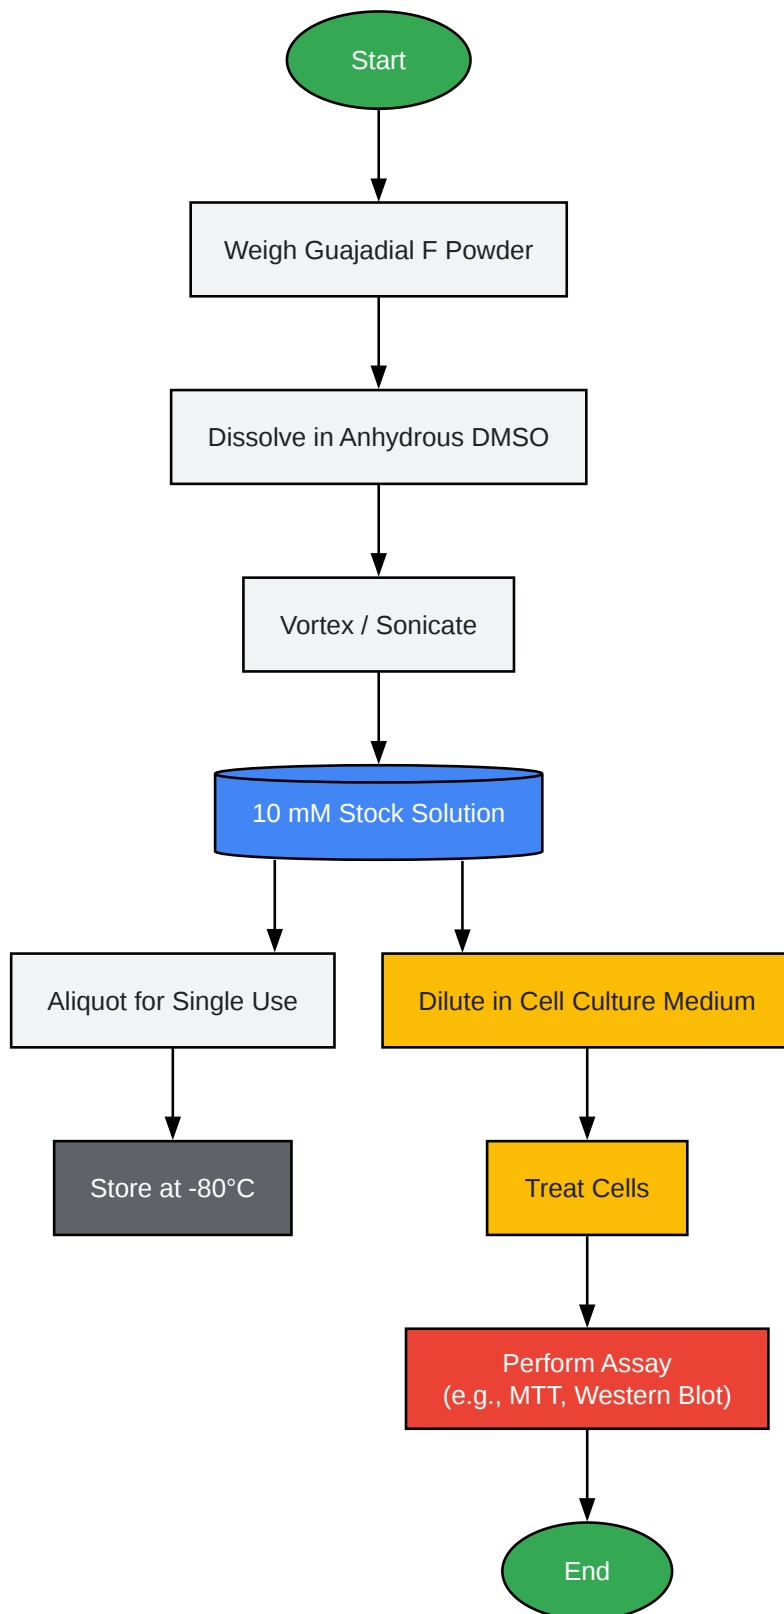 Start
Weigh Guajadial F Powder
Dissolve in Anhydrous DMSO
Vortex / Sonicate
10 mM Stock Solution
Aliquot for Single Use
Dilute in Cell Culture Medium
Store at -80°C
Treat Cells
Perform Assay
(e.g., MTT, Western Blot)
End